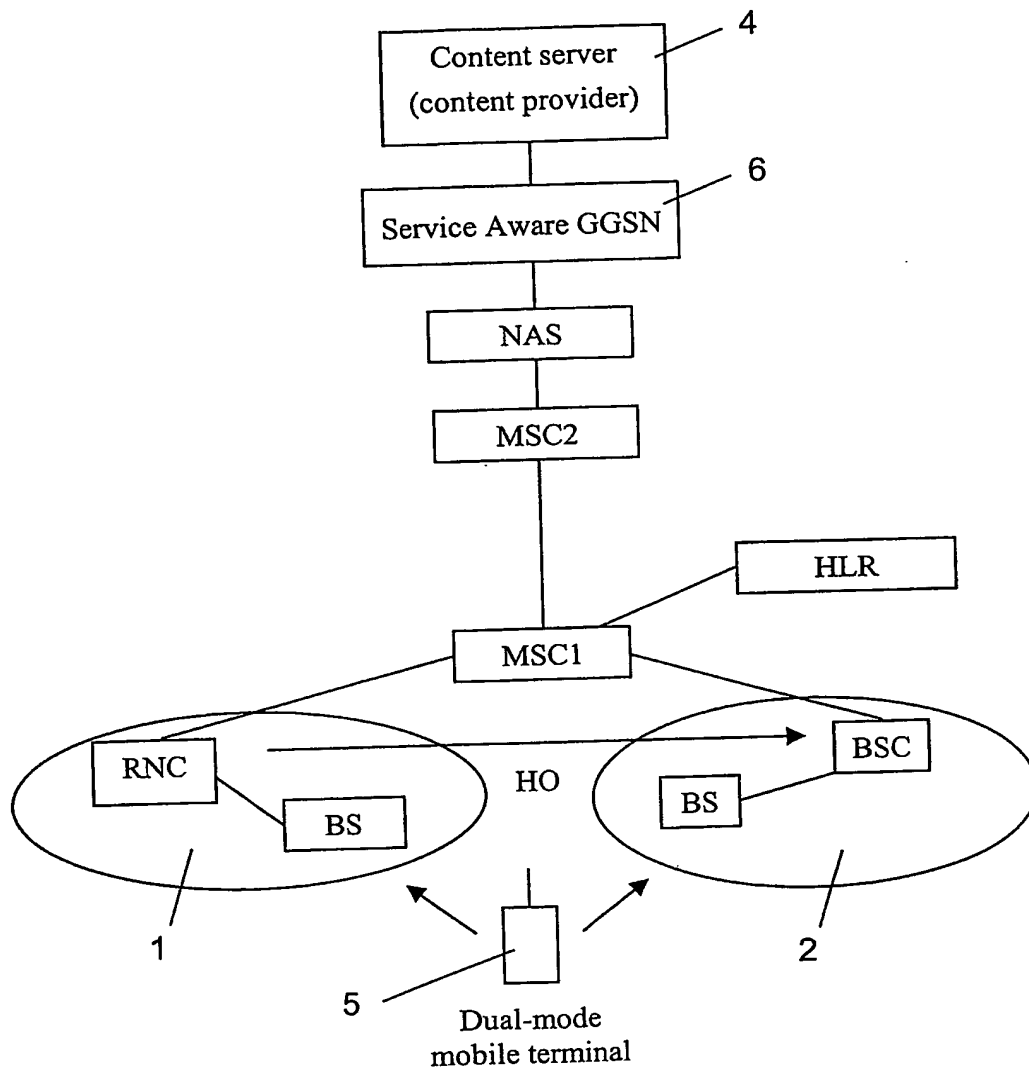 4
Content server
(content provider)
6
Service Aware GGSN
NAS
MSC2
HLR
MSC1
RNC
BSC
HO
BS
BS
1
2
5
Dual-mode
mobile terminal